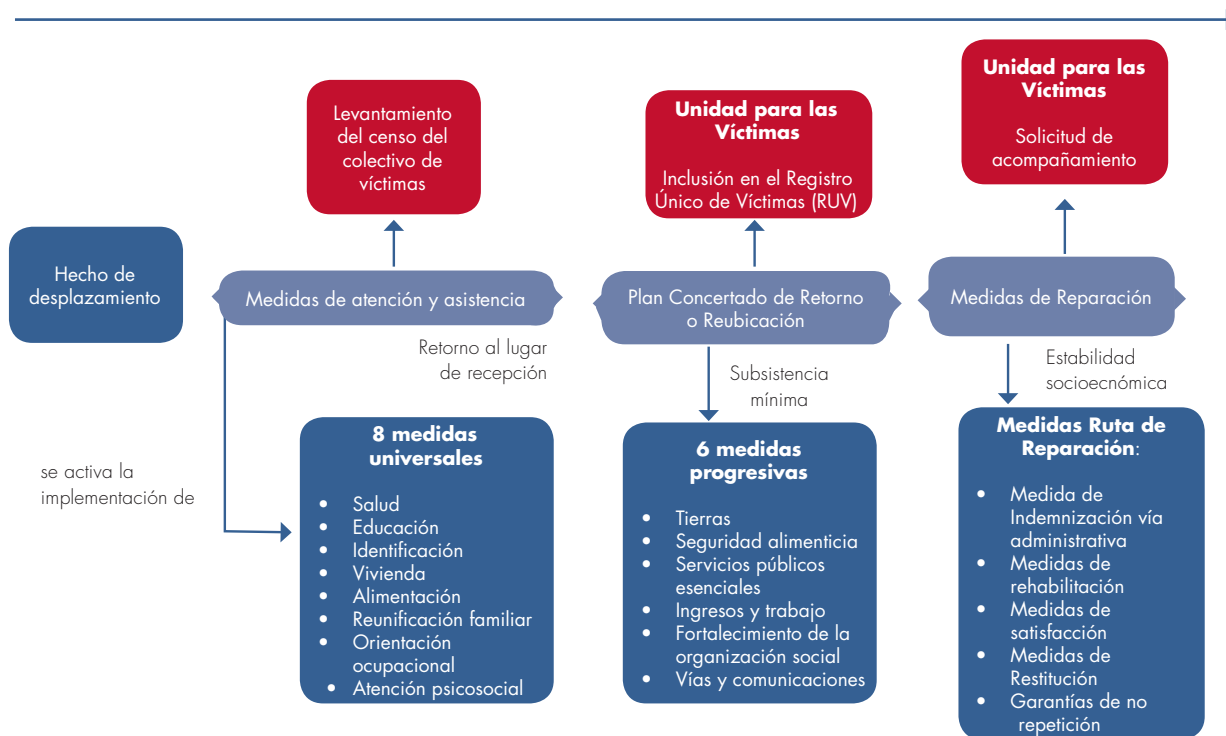 Hecho de
desplazamiento
Levantamiento
del censo del
colectivo de
víctimas
Medidas de atención y asistencia
Retorno al lugar
de recepción
se activa la
implementación de
8 medidas
universales
• Salud
• Educación
• Identificación
• Vivienda
• Alimentación
• Reunificación familiar
• Orientación
ocupacional
• Atención psicosocial
Unidad para las
Víctimas
Inclusión en el Registro
Único de Víctimas (RUV)
Plan Concertado de Retorno
o Reubicación
Subsistencia
mínima
6 medidas
progresivas
• Tierras
• Seguridad alimenticia
• Servicios públicos
esenciales
• Ingresos y trabajo
• Fortalecimiento de la
organización social
• Vías y comunicaciones
Unidad para las
Víctimas
Solicitud de
acompañamiento
Medidas de Reparación
Estabilidad
socioecnómica
Medidas Ruta de
Reparación:
• Medida de
Indemnización vía
administrativa
• Medidas de
rehabilitación
• Medidas de
satisfacción
• Medidas de
Restitución
• Garantías de no
repetición